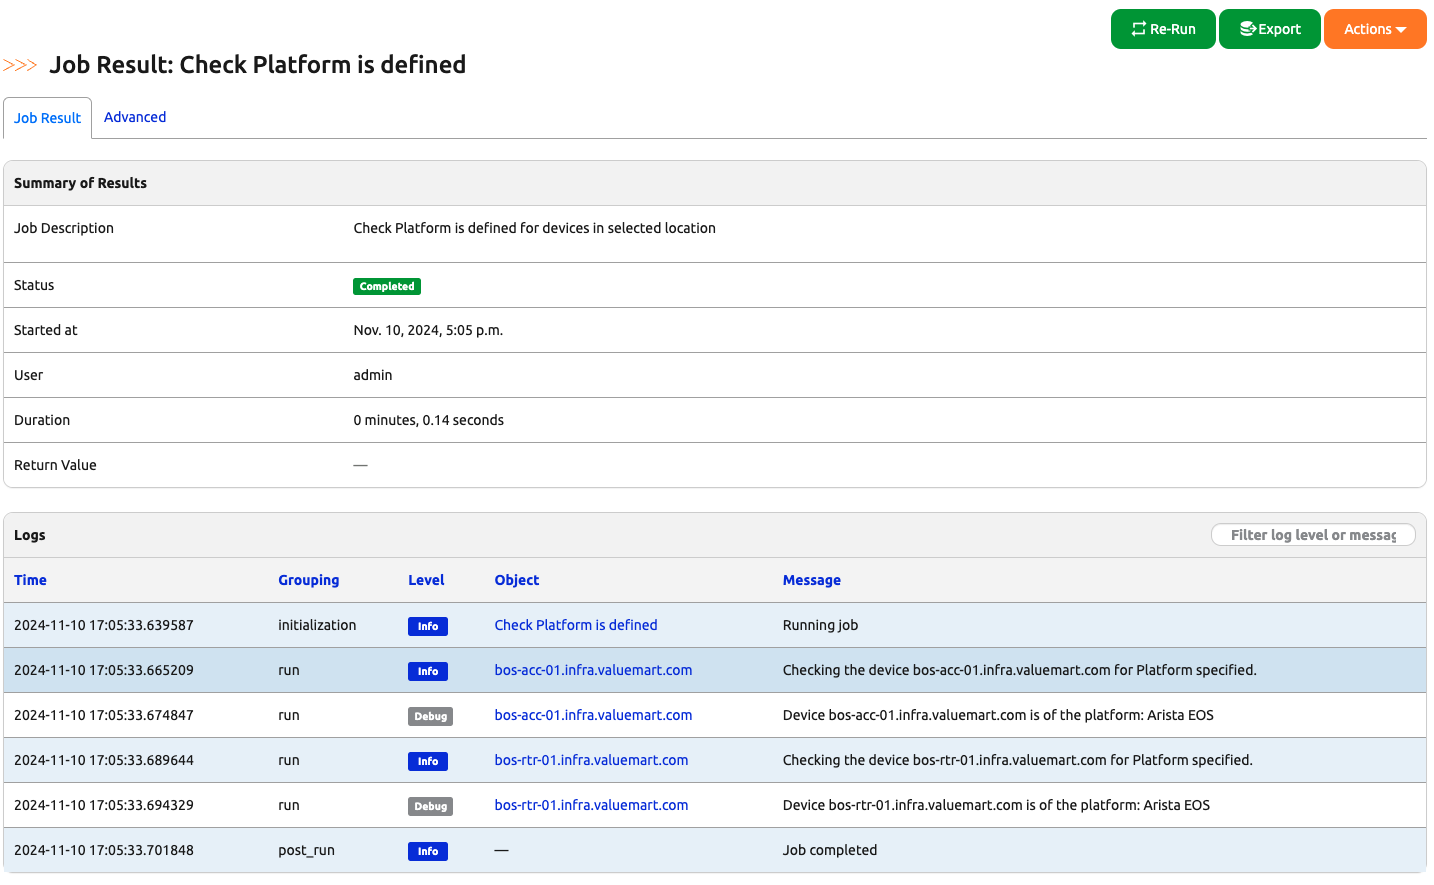 Re-Run Export Actions
>>> Job Result: Check Platform is defined
Job Result Advanced
Summary of Results
Job Description Check Platform is defined for devices in selected location
Status Completed
Started at Nov. 10, 2024, 5:05 p.m.
User admin
Duration 0 minutes, 0.14 seconds
Return Value —
Logs Filter log level or messag
Time Grouping Level Object Message
2024-11-10 17:05:33.639587 initialization Info Check Platform is defined Running job
2024-11-10 17:05:33.665209 run Info bos-acc-01.infra.valuemart.com Checking the device bos-acc-01.infra.valuemart.com for Platform specified.
2024-11-10 17:05:33.674847 run Debug bos-acc-01.infra.valuemart.com Device bos-acc-01.infra.valuemart.com is of the platform: Arista EOS
2024-11-10 17:05:33.689644 run Info bos-rtr-01.infra.valuemart.com Checking the device bos-rtr-01.infra.valuemart.com for Platform specified.
2024-11-10 17:05:33.694329 run Debug bos-rtr-01.infra.valuemart.com Device bos-rtr-01.infra.valuemart.com is of the platform: Arista EOS
2024-11-10 17:05:33.701848 post_run Info — Job completed